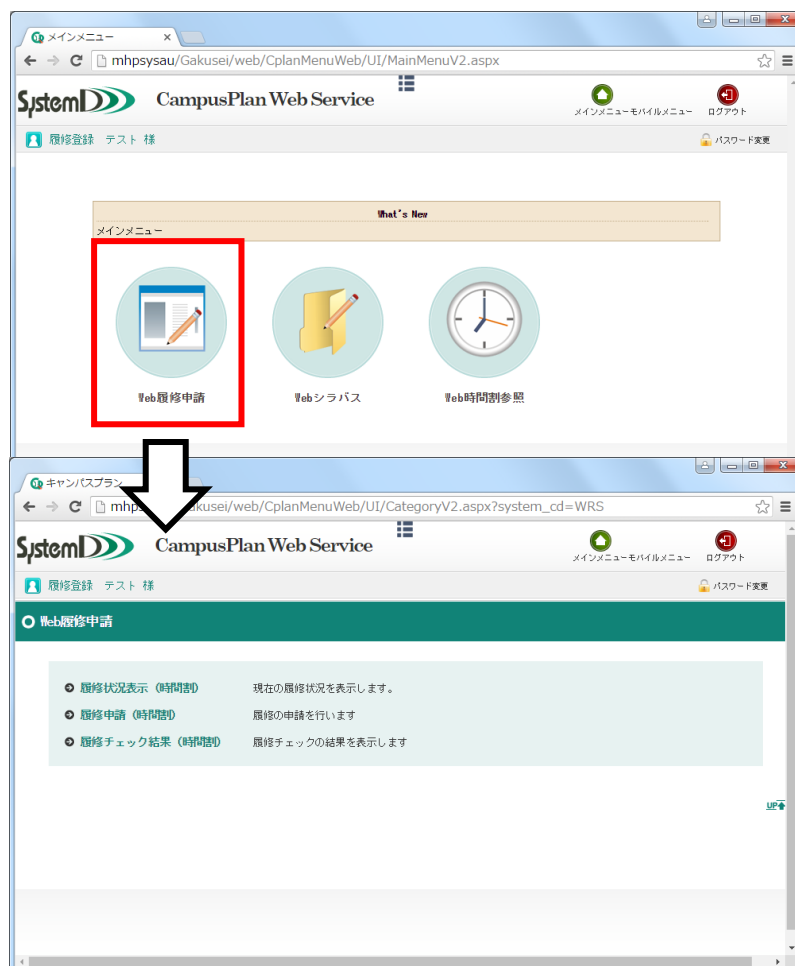 メインメニュー
mhpsysau/Gakusei/web/CplanMenuWeb/UI/MainMenuV2.aspx
SystemD CampusPlan Web Service
メインメニューモバイルメニュー ログアウト
履修登録 テスト 様 パスワード変更
What's New
メインメニュー
Web履修申請 Webシラバス Web時間割参照
キャンパスプラン
mhps kusei/web/CplanMenuWeb/UI/CategoryV2.aspx?system_cd=WRS
SystemD CampusPlan Web Service
メインメニューモバイルメニュー ログアウト
履修登録 テスト 様 パスワード変更
Web履修申請
履修状況表示（時間割） 現在の履修状況を表示します。
履修申請（時間割） 履修の申請を行います
履修チェック結果（時間割） 履修チェックの結果を表示します
UP